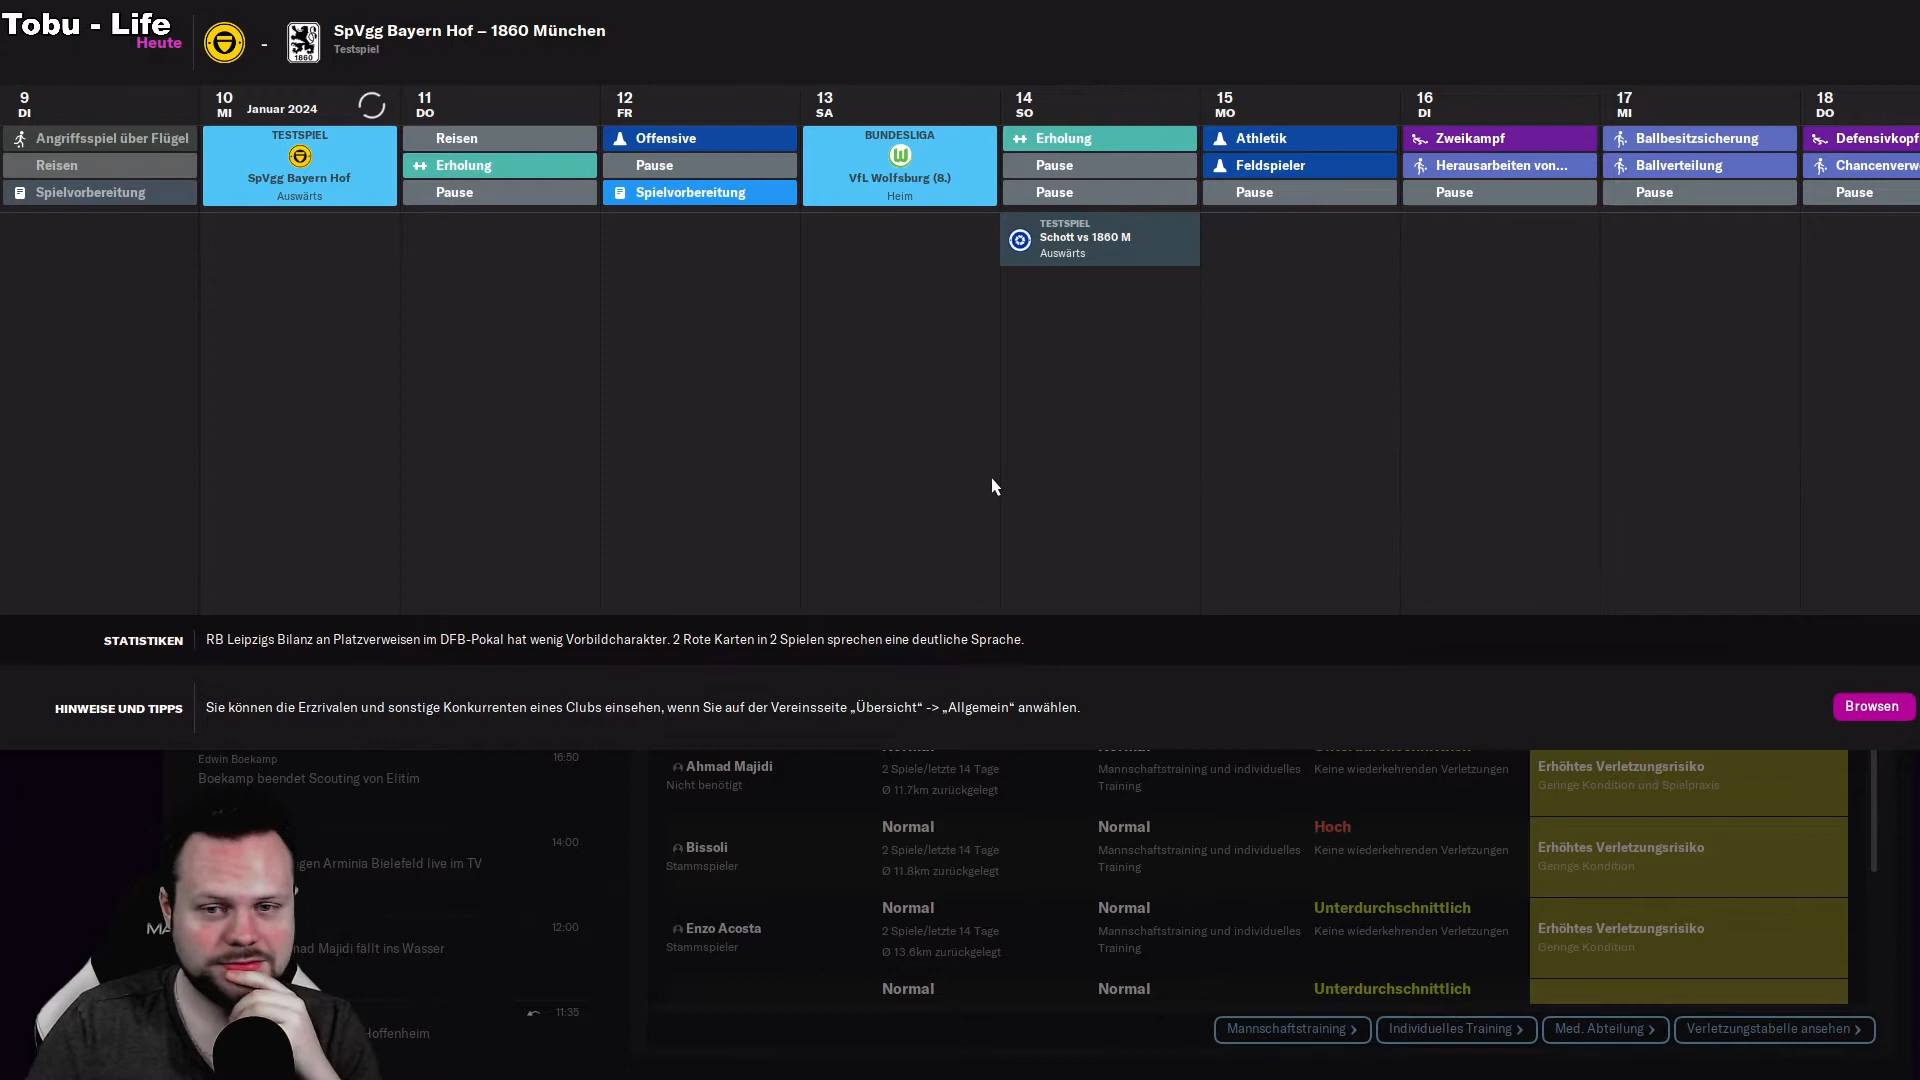 Tobu - Life
Heute
-
1860
SpVgg Bayern Hof – 1860 München
Testspiel
9
DI
Angriffsspiel über Flügel
Reisen
Spielvorbereitung
10
MI
Januar 2024
TESTSPIEL
SpVgg Bayern Hof
Auswärts
11
DO
Reisen
Erholung
Pause
12
FR
Offensive
Pause
Spielvorbereitung
13
SA
BUNDESLIGA
VfL Wolfsburg (8.)
Heim
14
SO
Erholung
Pause
Pause
TESTSPIEL
Schott vs 1860 M
Auswärts
15
MO
Athletik
Feldspieler
Pause
16
DI
Zweikampf
Herausarbeiten von...
Pause
17
MI
Ballbesitzsicherung
Ballverteilung
Pause
18
DO
Defensivkopf
Chancenverw
Pause
STATISTIKEN
RB Leipzigs Bilanz an Platzverweisen im DFB-Pokal hat wenig Vorbildcharakter. 2 Rote Karten in 2 Spielen sprechen eine deutliche Sprache.
HINWEISE UND TIPPS
Sie können die Erzrivalen und sonstige Konkurrenten eines Clubs einsehen, wenn Sie auf der Vereinsseite „Übersicht“ -> „Allgemein“ anwählen.
Browsen
Edwin Boekamp
16:50
Boekamp beendet Scouting von Elitim
14:00
gen Arminia Bielefeld live im TV
12:00
mad Majidi fällt ins Wasser
11:35
Hoffenheim
Ahmad Majidi
Nicht benötigt
2 Spiele/letzte 14 Tage
Ø 11.7km zurückgelegt
Mannschaftstraining und individuelles
Training
Keine wiederkehrenden Verletzungen
Erhöhtes Verletzungsrisiko
Geringe Kondition und Spielpraxis
Bissoli
Stammspieler
Normal
2 Spiele/letzte 14 Tage
Ø 11.8km zurückgelegt
Normal
Mannschaftstraining und individuelles
Training
Hoch
Keine wiederkehrenden Verletzungen
Erhöhtes Verletzungsrisiko
Geringe Kondition
Enzo Acosta
Stammspieler
Normal
2 Spiele/letzte 14 Tage
Ø 13.6km zurückgelegt
Normal
Mannschaftstraining und individuelles
Training
Unterdurchschnittlich
Keine wiederkehrenden Verletzungen
Erhöhtes Verletzungsrisiko
Geringe Kondition
Normal
Normal
Unterdurchschnittlich
Mannschaftstraining
Individuelles Training
Med. Abteilung
Verletzungstabelle ansehen